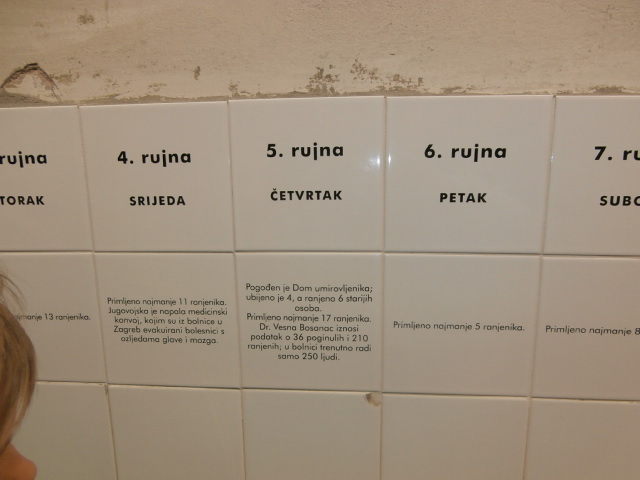 rujna
TORAK
najmanje 13 ranjenika.
4. rujna
SRIJEDA
Primljeno najmanje 11 ranjenika.
Jugovojska je napala medicinski
konvoj, kojim su iz bolnice u
Zagreb evakuirani bolesnici s
ozljedama glave i mozga.
5. rujna
ČETVRTAK
Pogođen je Dom umirovljenika;
ubijeno je 4, a ranjeno 6 starijih
osoba.
Primljeno najmanje 17 ranjenika.
Dr. Vesna Bosanac iznosi
podatak o 36 poginulih i 210
ranjenih; u bolnici trenutno radi
samo 250 ljudi.
6. rujna
PETAK
Primljeno najmanje 5 ranjenika.
7. ru
SUBO
Primljeno najmanje 8